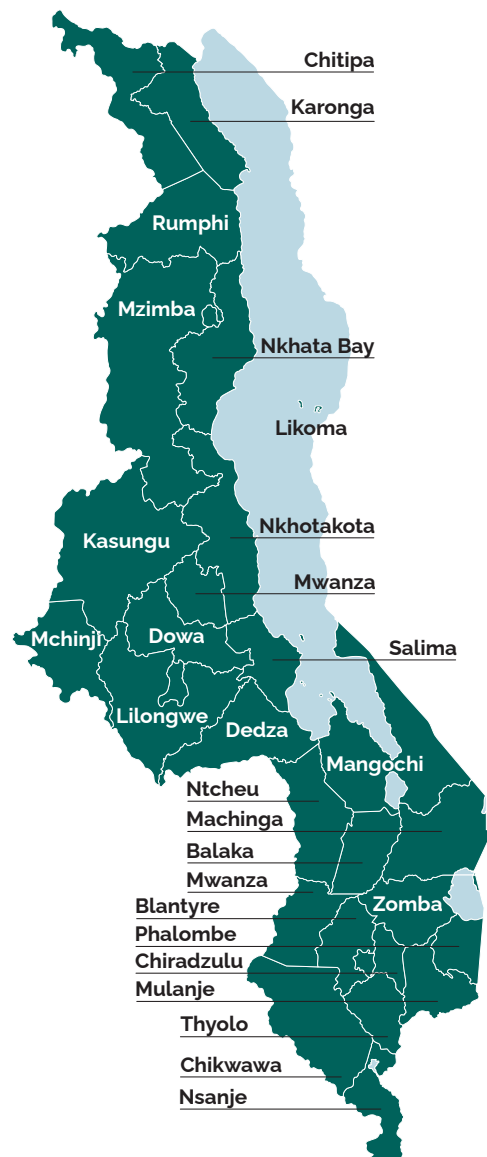 Chitipa
Karonga
Rumphi
Mzimba
Nkhata Bay
Likoma
Nkhotakota
Kasungu
Mwanza
Mchinji
Dowa
Salima
Lilongwe
Dedza
Mangochi
Ntcheu
Machinga
Balaka
Mwanza
Zomba
Blantyre
Phalombe
Chiradzulu
Mulanje
Thyolo
Chikwawa
Nsanje